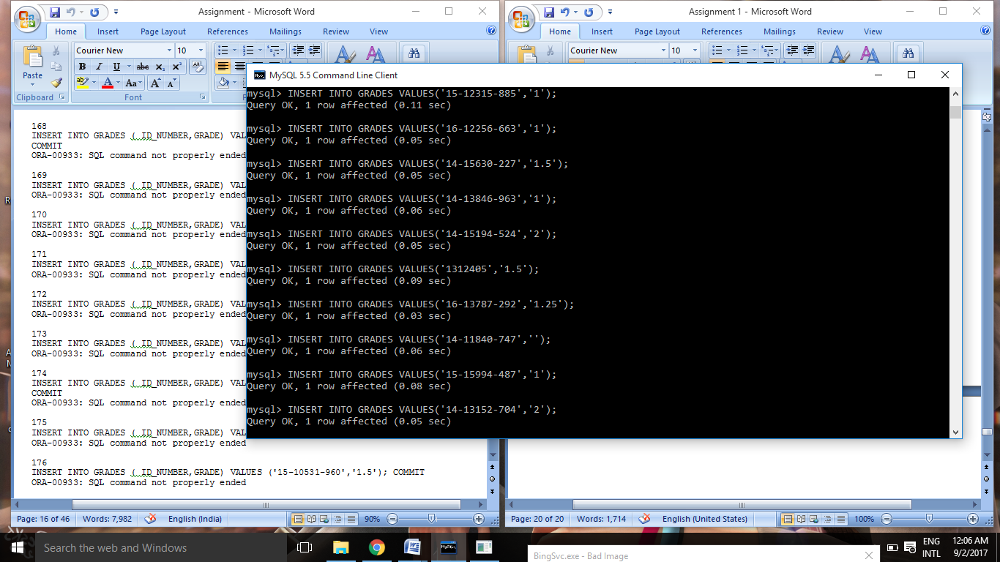 Assignment - Microsoft Word
Home Insert Page Layout References Mailings Review View
Courier New 10
Paste
B I U abc x₂ x²
ab A Aa A A
Clipboard
Font
Assignment 1 - Microsoft Word
Home Insert Page Layout References Mailings Review View
Courier New 10
168
INSERT INTO GRADES ( ID_NUMBER,GRADE) VAL
COMMIT
ORA-00933: SQL command not properly ended
169
INSERT INTO GRADES ( ID_NUMBER,GRADE) VAL
ORA-00933: SQL command not properly ended
170
INSERT INTO GRADES ( ID_NUMBER,GRADE) VAL
ORA-00933: SQL command not properly ended
171
INSERT INTO GRADES ( ID_NUMBER,GRADE) VAL
ORA-00933: SQL command not properly ended
172
INSERT INTO GRADES ( ID_NUMBER,GRADE) VAL
ORA-00933: SQL command not properly ended
173
INSERT INTO GRADES ( ID_NUMBER,GRADE) VAL
ORA-00933: SQL command not properly ended
174
INSERT INTO GRADES ( ID_NUMBER,GRADE) VAL
COMMIT
ORA-00933: SQL command not properly ended
175
INSERT INTO GRADES ( ID_NUMBER,GRADE) VAL
ORA-00933: SQL command not properly ended
176
INSERT INTO GRADES ( ID_NUMBER,GRADE) VALUES ('15-10531-960','1.5'); COMMIT
ORA-00933: SQL command not properly ended
MySQL 5.5 Command Line Client
mysql> INSERT INTO GRADES VALUES('15-12315-885','1');
Query OK, 1 row affected (0.11 sec)
mysql> INSERT INTO GRADES VALUES('16-12256-663','1');
Query OK, 1 row affected (0.05 sec)
mysql> INSERT INTO GRADES VALUES('14-15630-227','1.5');
Query OK, 1 row affected (0.05 sec)
mysql> INSERT INTO GRADES VALUES('14-13846-963','1');
Query OK, 1 row affected (0.06 sec)
mysql> INSERT INTO GRADES VALUES('14-15194-524','2');
Query OK, 1 row affected (0.05 sec)
mysql> INSERT INTO GRADES VALUES('1312405','1.5');
Query OK, 1 row affected (0.09 sec)
mysql> INSERT INTO GRADES VALUES('16-13787-292','1.25');
Query OK, 1 row affected (0.03 sec)
mysql> INSERT INTO GRADES VALUES('14-11840-747','');
Query OK, 1 row affected (0.06 sec)
mysql> INSERT INTO GRADES VALUES('15-15994-487','1');
Query OK, 1 row affected (0.08 sec)
mysql> INSERT INTO GRADES VALUES('14-13152-704','2');
Query OK, 1 row affected (0.05 sec)
Page: 16 of 46 Words: 7,982 English (India) 90%
Page: 20 of 20 Words: 1,714 English (United States) 100%
Search the web and Windows
BingSvc.exe - Bad Image
ENG
INTL
12:06 AM
9/2/2017